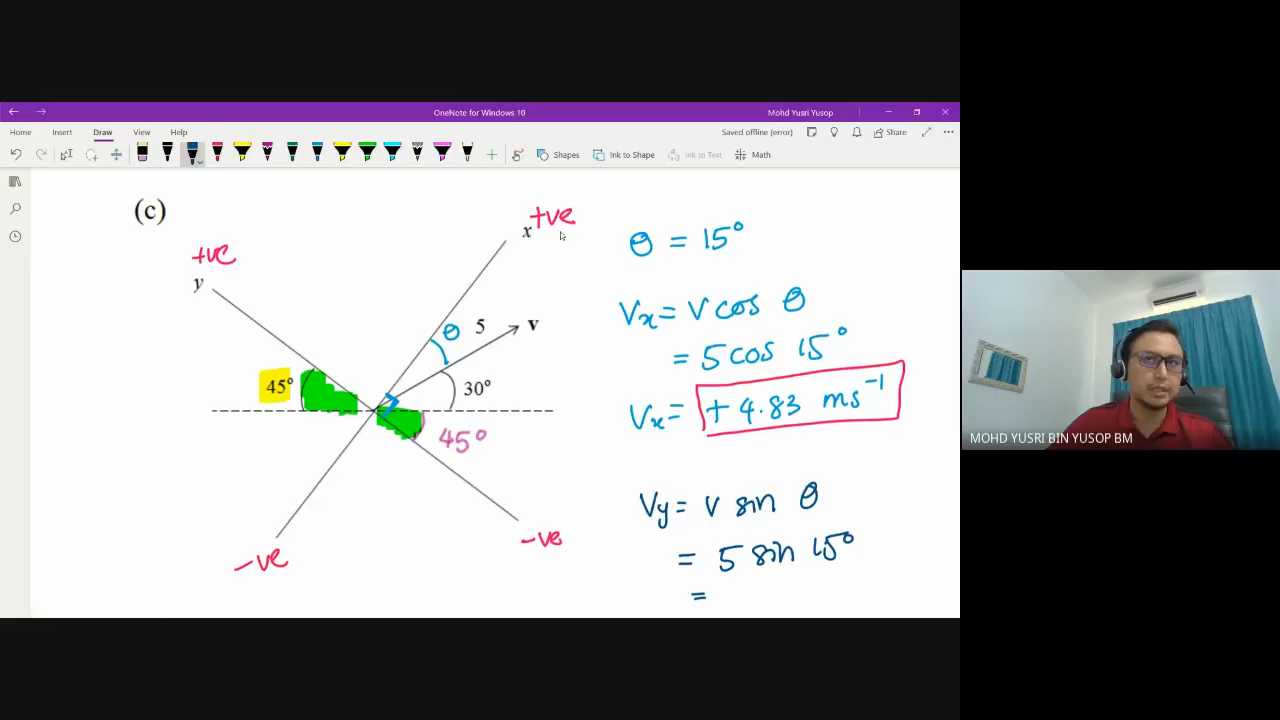 OneNote for Windows 10
Mohd Yusri Yusop
Home Insert Draw View Help
Saved offline (error)
Share
Shapes
Ink to Shape
Ink to Text
Math
(c)
+ve
x
+ve
y
θ 5
v
45°
30°
45°
-ve
-ve
θ = 15°
Vx = V cos θ
= 5 cos 15°
Vx = + 4.83 ms⁻¹
Vy = V sin θ
= 5 sin 15°
=
MOHD YUSRI BIN YUSOP BM